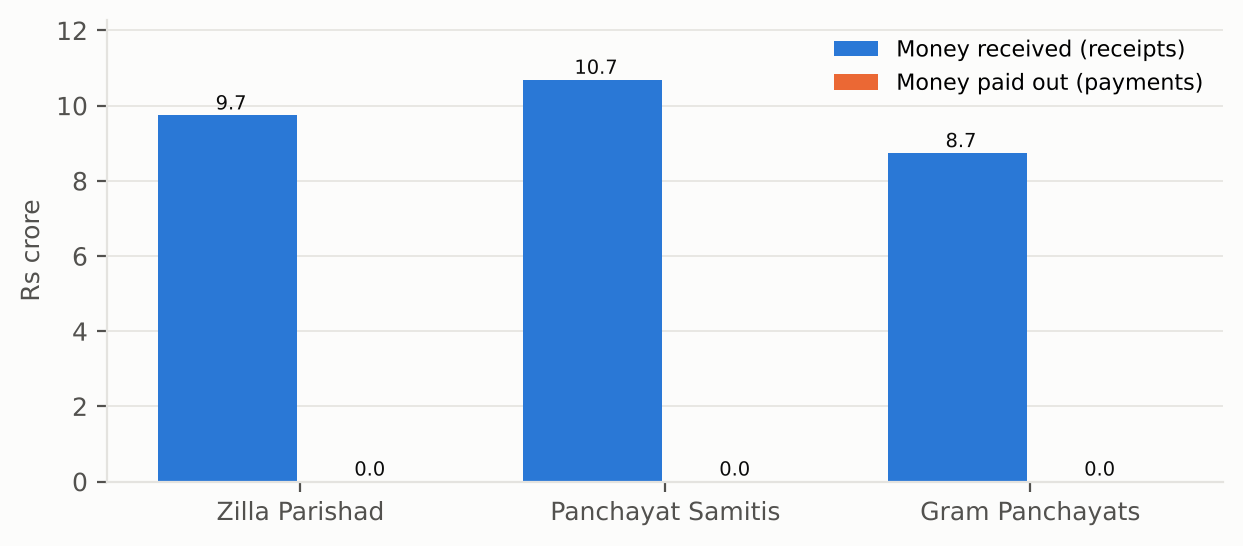 Rs crore
12
10
8
6
4
2
0
Money received (receipts)
Money paid out (payments)
9.7
0.0
10.7
0.0
8.7
0.0
Zilla Parishad
Panchayat Samitis
Gram Panchayats